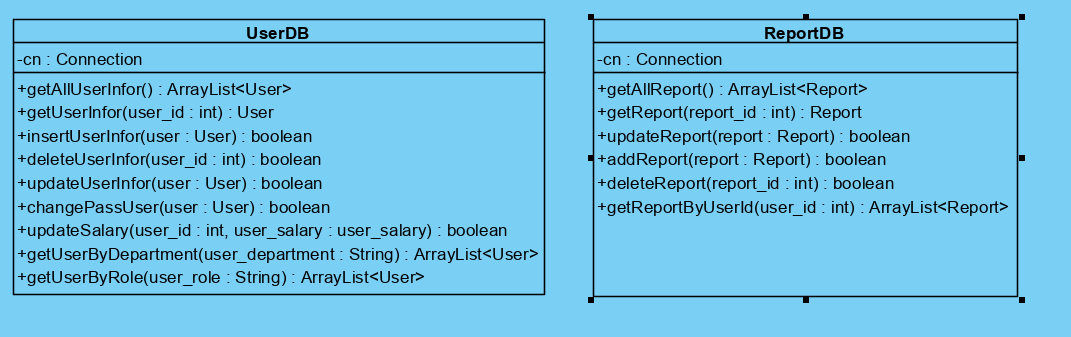 UserDB
-cn : Connection
+getAllUserInfor() : ArrayList<User>
+getUserInfor(user_id : int) : User
+insertUserInfor(user : User) : boolean
+deleteUserInfor(user_id : int) : boolean
+updateUserInfor(user : User) : boolean
+changePassUser(user : User) : boolean
+updateSalary(user_id : int, user_salary : user_salary) : boolean
+getUserByDepartment(user_department : String) : ArrayList<User>
+getUserByRole(user_role : String) : ArrayList<User>
ReportDB
-cn : Connection
+getAllReport() : ArrayList<Report>
+getReport(report_id : int) : Report
+updateReport(report : Report) : boolean
+addReport(report : Report) : boolean
+deleteReport(report_id : int) : boolean
+getReportByUserId(user_id : int) : ArrayList<Report>